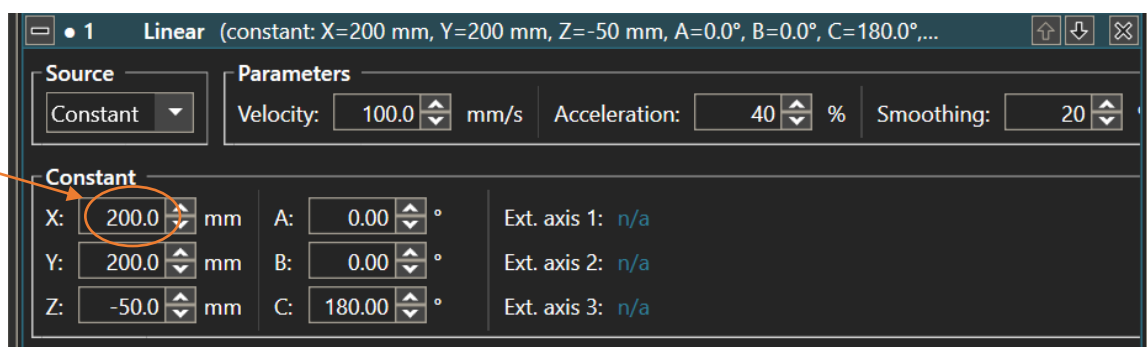 1 Linear (constant: X=200 mm, Y=200 mm, Z=-50 mm, A=0.0°, B=0.0°, C=180.0°,...
Source Parameters
Constant Velocity: 100.0 mm/s Acceleration: 40 % Smoothing: 20
Constant
X: 200.0 mm A: 0.00 ° Ext. axis 1: n/a
Y: 200.0 mm B: 0.00 ° Ext. axis 2: n/a
Z: -50.0 mm C: 180.00 ° Ext. axis 3: n/a